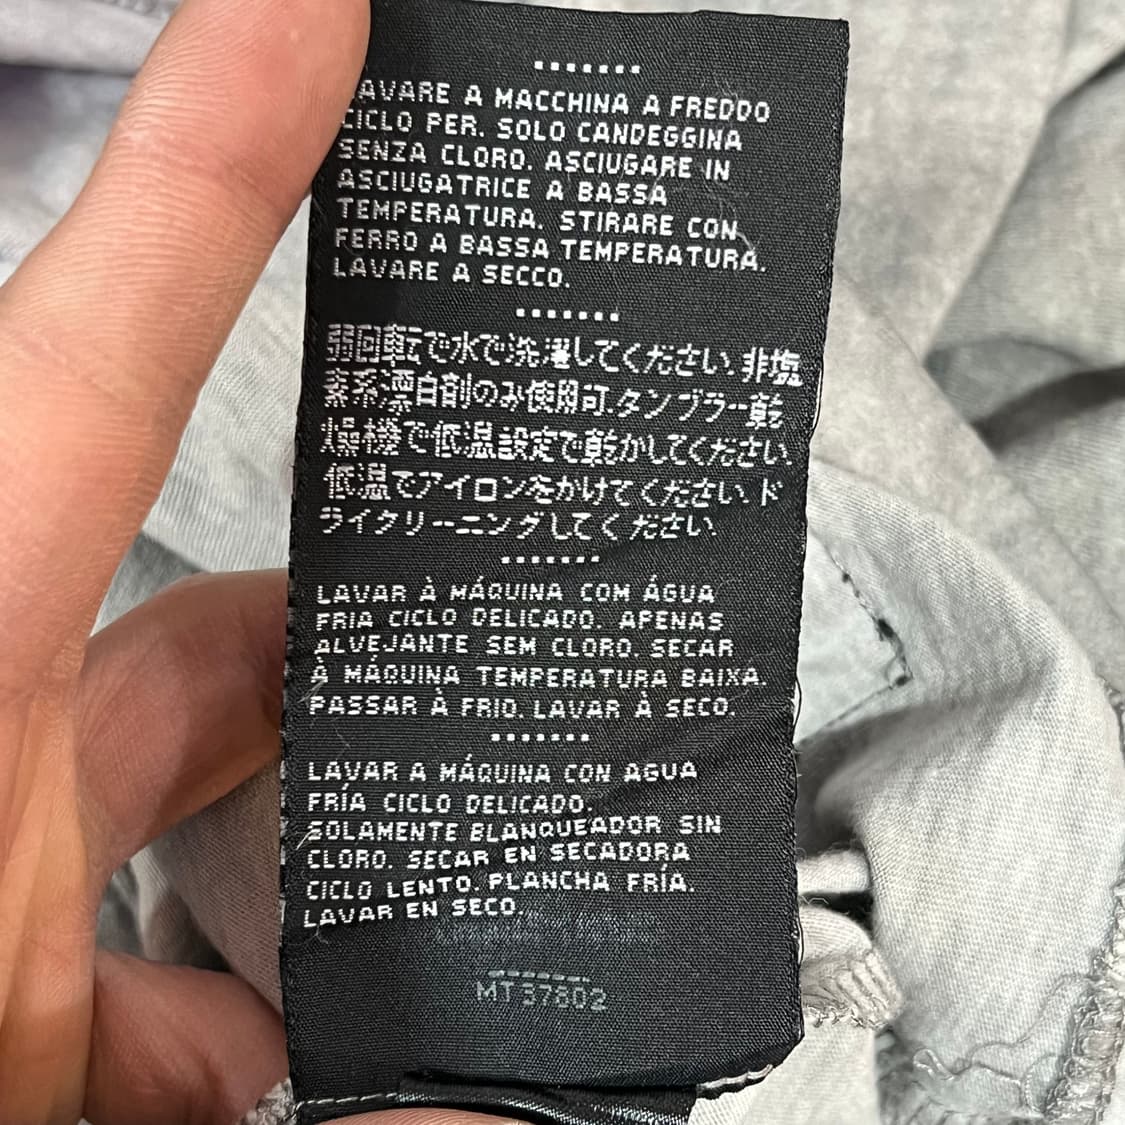 LAVARE A MACCHINA A FREDDO
CICLO PER. SOLO CANDEGGINA
SENZA CLORO. ASCIUGARE IN
ASCIUGATRICE A BASSA
TEMPERATURA. STIRARE CON
FERRO A BASSA TEMPERATURA.
LAVARE A SECCO.
弱回転で水で洗濯してください. 非塩
素系漂白剤のみ使用可.タンブラー乾
燥機で低温設定で乾かしてください.
低温でアイロンをかけてください. ド
ライクリーニングしてください.
LAVAR À MÁQUINA COM ÁGUA
FRIA CICLO DELICADO. APENAS
ALVEJANTE SEM CLORO. SECAR
À MÁQUINA TEMPERATURA BAIXA.
PASSAR À FRIO. LAVAR À SECO.
LAVAR A MÁQUINA CON AGUA
FRÍA CICLO DELICADO.
SOLAMENTE BLANQUEADOR SIN
CLORO. SECAR EN SECADORA
CICLO LENTO. PLANCHA FRÍA.
LAVAR EN SECO.
MT37802